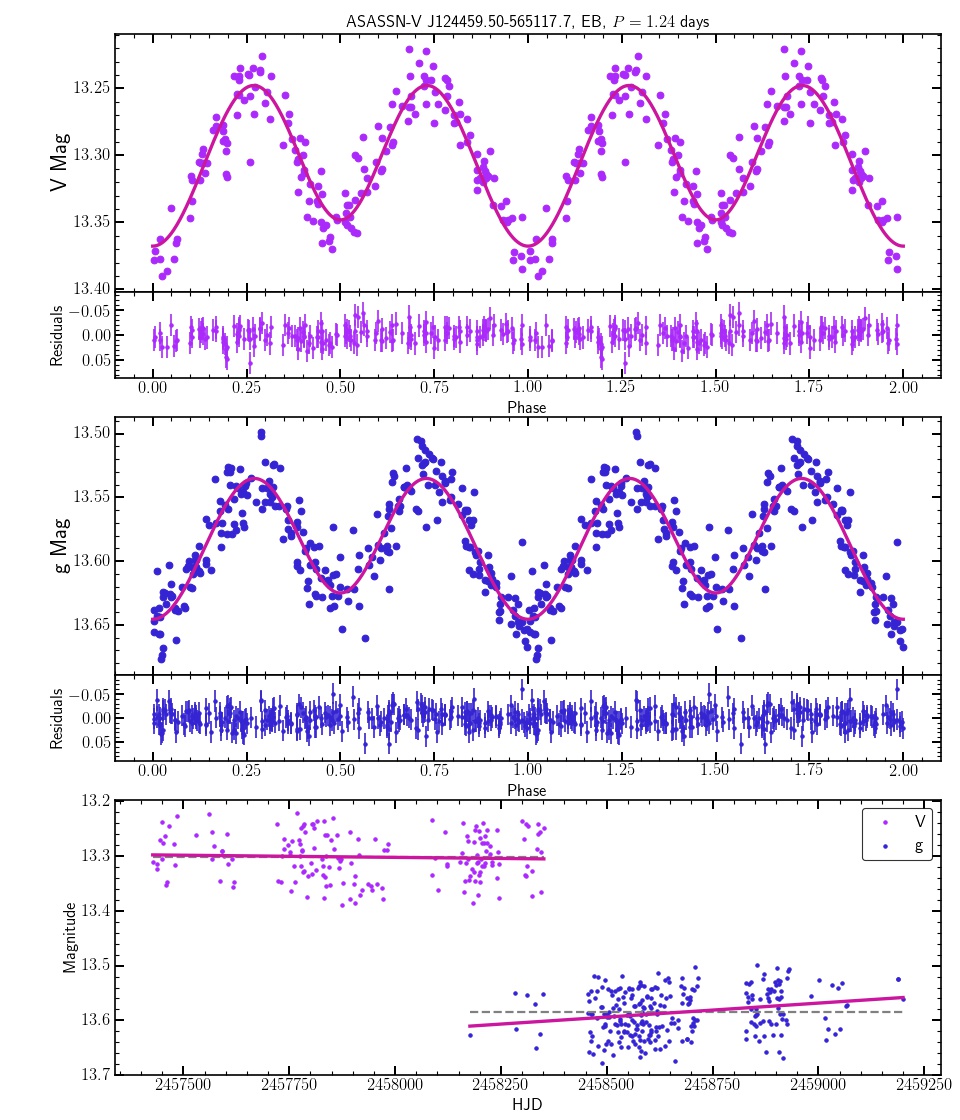 ASASSN-V J124459.50-565117.7, EB, P = 1.24 days
13.25
13.30
13.35
13.40
V Mag
−0.05
0.00
0.05
Residuals
0.00 0.25 0.50 0.75 1.00 1.25 1.50 1.75 2.00
Phase
13.50
13.55
13.60
13.65
g Mag
−0.05
0.00
0.05
Residuals
0.00 0.25 0.50 0.75 1.00 1.25 1.50 1.75 2.00
Phase
13.2
13.3
13.4
13.5
13.6
13.7
Magnitude
V
g
2457500 2457750 2458000 2458250 2458500 2458750 2459000 2459250
HJD